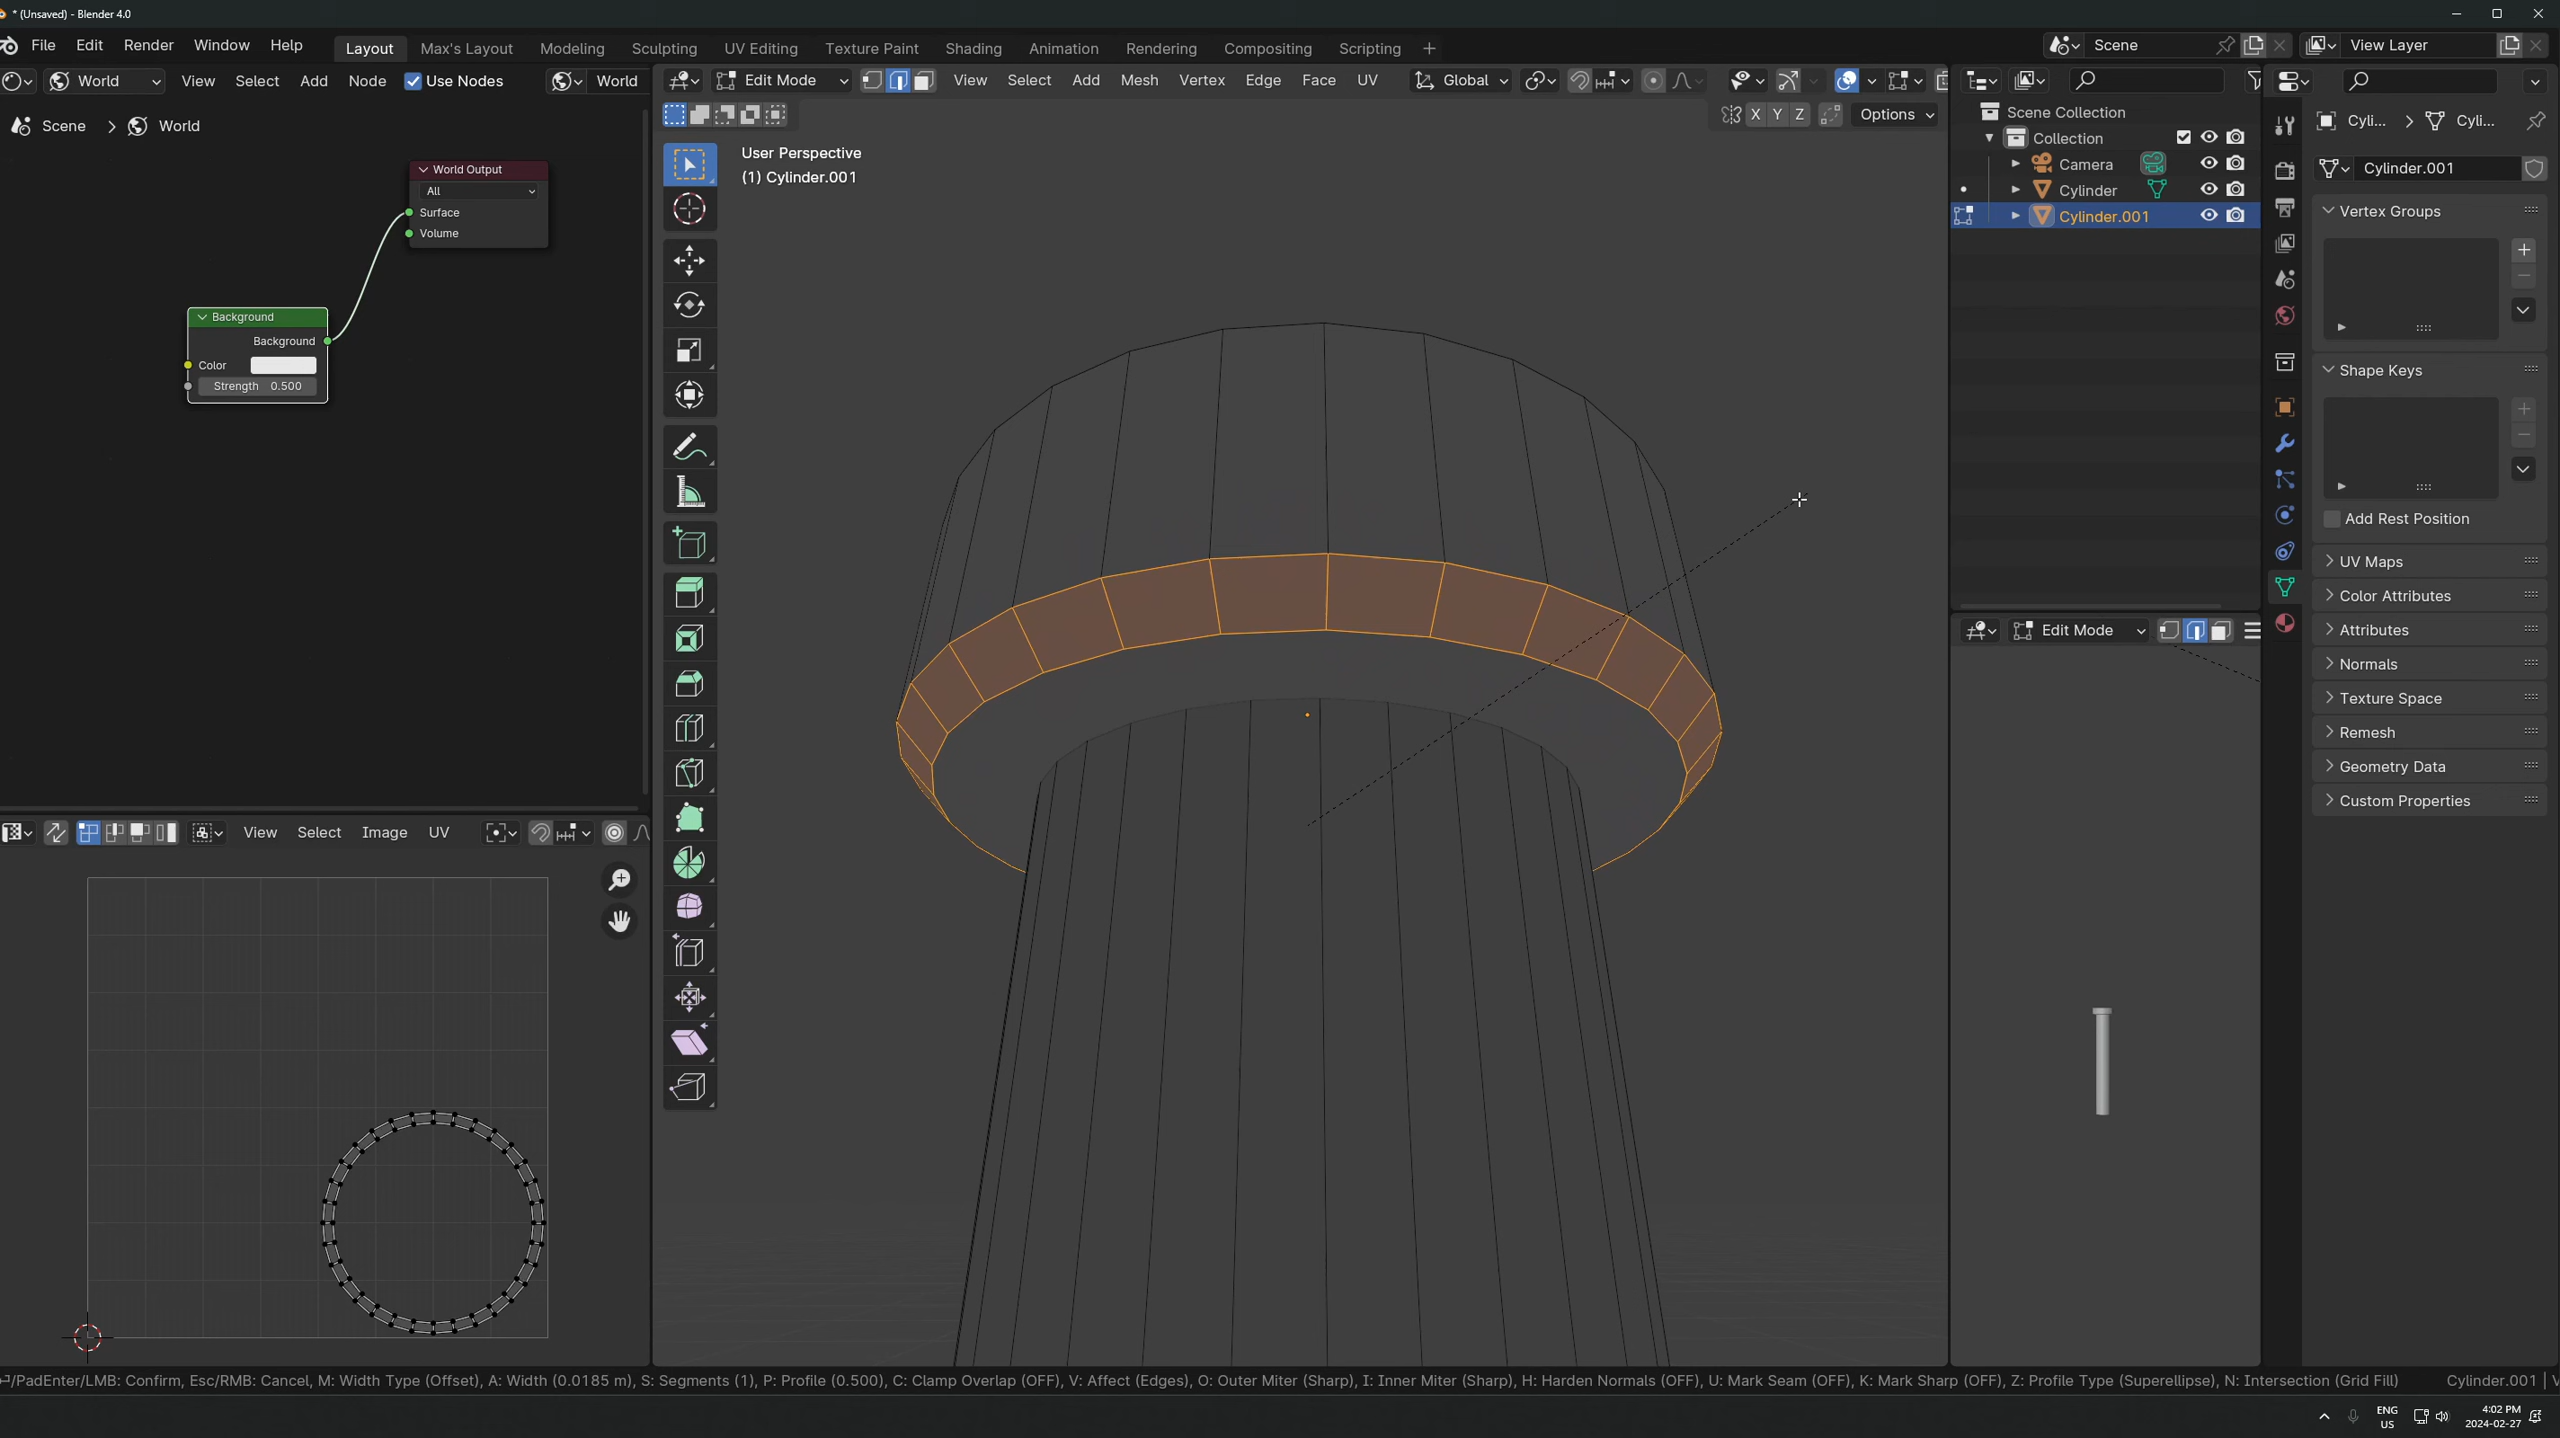 * (Unsaved) - Blender 4.0
File Edit Render Window Help Layout Max's Layout Modeling Sculpting UV Editing Texture Paint Shading Animation Rendering Compositing Scripting + Scene View Layer
World View Select Add Node Use Nodes World
Edit Mode View Select Add Mesh Vertex Edge Face UV Global
X Y Z Options
Scene > World
User Perspective
(1) Cylinder.001
World Output
All
Surface
Volume
Background
Background
Color
Strength 0.500
View Select Image UV
Scene Collection
Collection
Camera
Cylinder
Cylinder.001
Edit Mode
Cyli... > Cyli...
Cylinder.001
Vertex Groups
Shape Keys
Add Rest Position
UV Maps
Color Attributes
Attributes
Normals
Texture Space
Remesh
Geometry Data
Custom Properties
/PadEnter/LMB: Confirm, Esc/RMB: Cancel, M: Width Type (Offset), A: Width (0.0185 m), S: Segments (1), P: Profile (0.500), C: Clamp Overlap (OFF), V: Affect (Edges), O: Outer Miter (Sharp), I: Inner Miter (Sharp), H: Harden Normals (OFF), U: Mark Seam (OFF), K: Mark Sharp (OFF), Z: Profile Type (Superellipse), N: Intersection (Grid Fill) Cylinder.001 | V
ENG
US
4:02 PM
2024-02-27